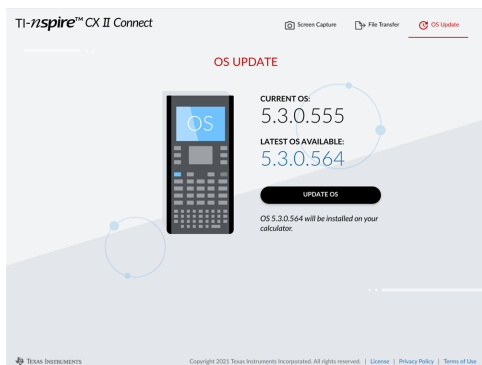 TI-nspire™ CX II Connect
Screen Capture
File Transfer
OS Update
OS UPDATE
OS
CURRENT OS:
5.3.0.555
LATEST OS AVAILABLE:
5.3.0.564
UPDATE OS
OS 5.3.0.564 will be installed on your
calculator.
TEXAS INSTRUMENTS
Copyright 2021 Texas Instruments Incorporated. All rights reserved. | License | Privacy Policy | Terms of Use